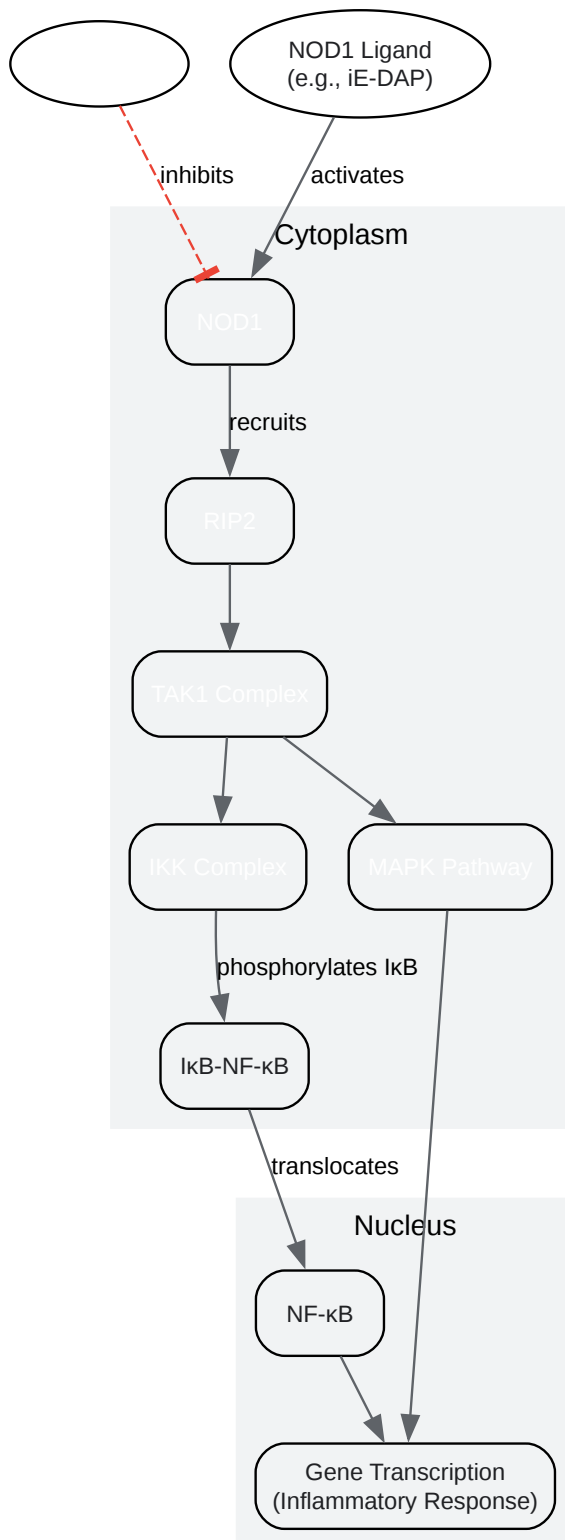 NOD1 Ligand
(e.g., iE-DAP)
inhibits
activates
Cytoplasm
NOD1
recruits
RIP2
TAK1 Complex
IKK Complex
MAPK Pathway
phosphorylates IκB
IκB-NF-κB
translocates
Nucleus
NF-κB
Gene Transcription
(Inflammatory Response)